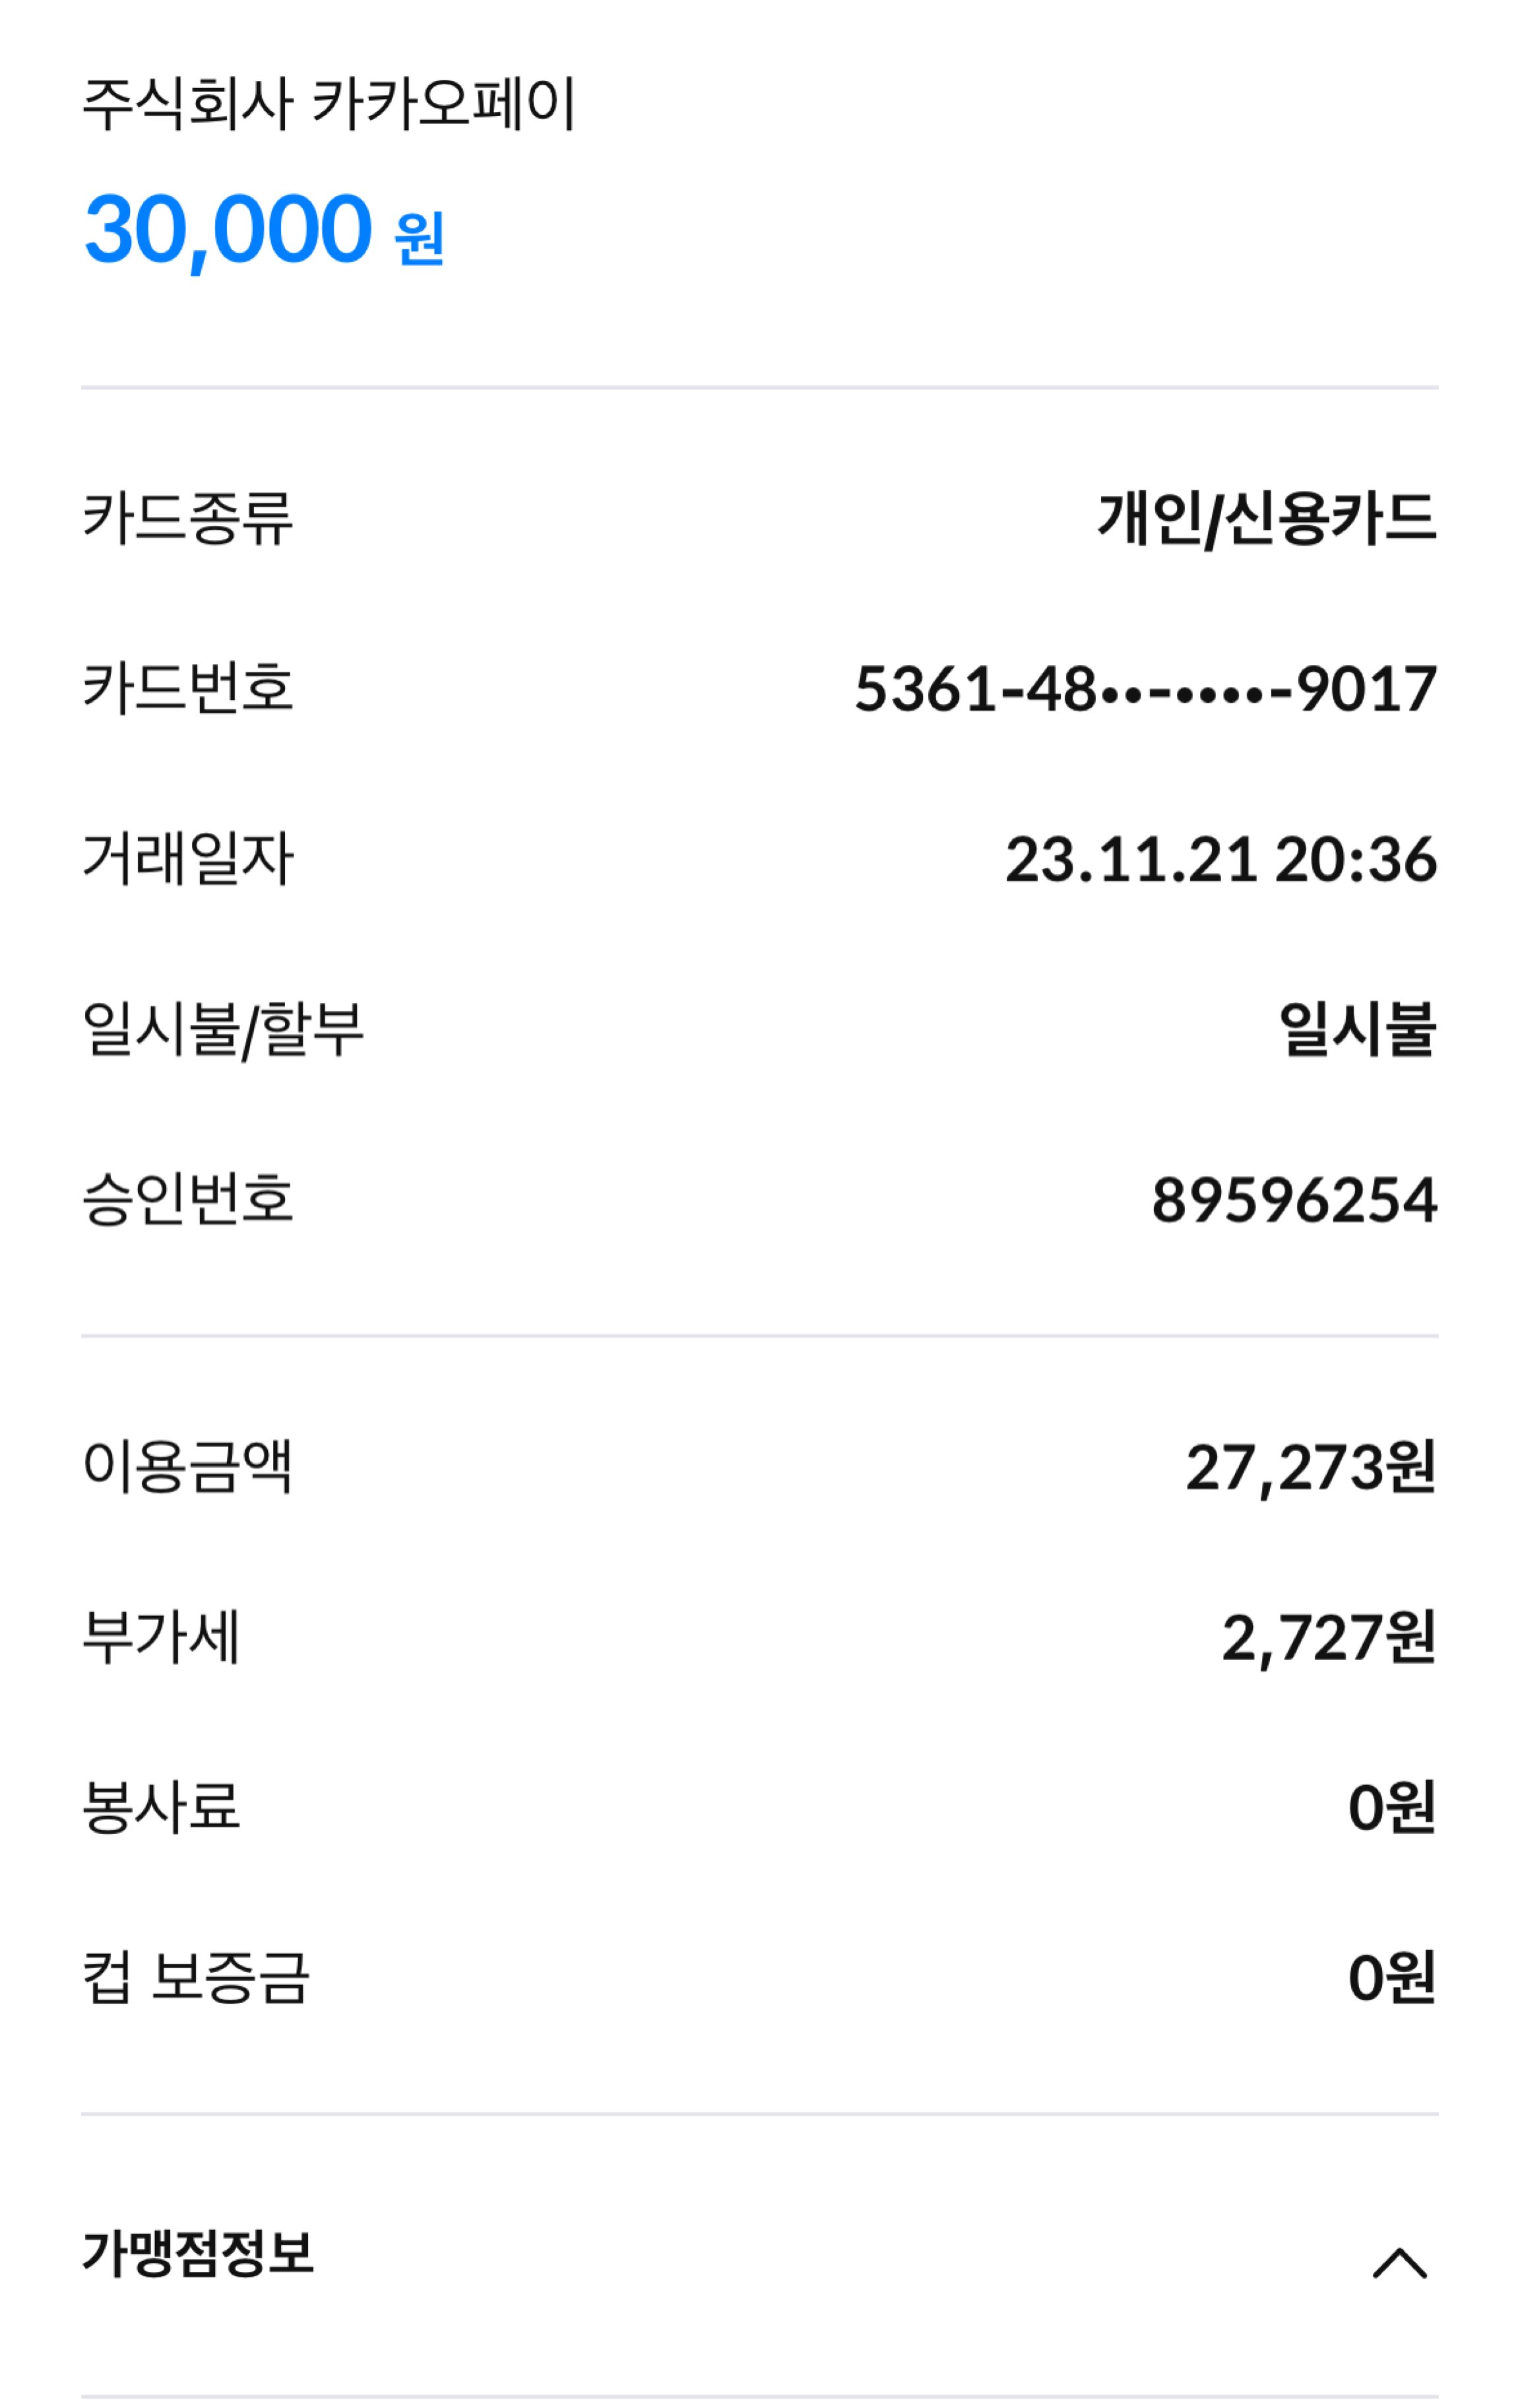 주식회사 카카오페이
30,000 원
카드종류 개인/신용카드
카드번호 5361-48••-••••-9017
거래일자 23.11.21 20:36
일시불/할부 일시불
승인번호 89596254
이용금액 27,273원
부가세 2,727원
봉사료 0원
컵 보증금 0원
가맹점정보